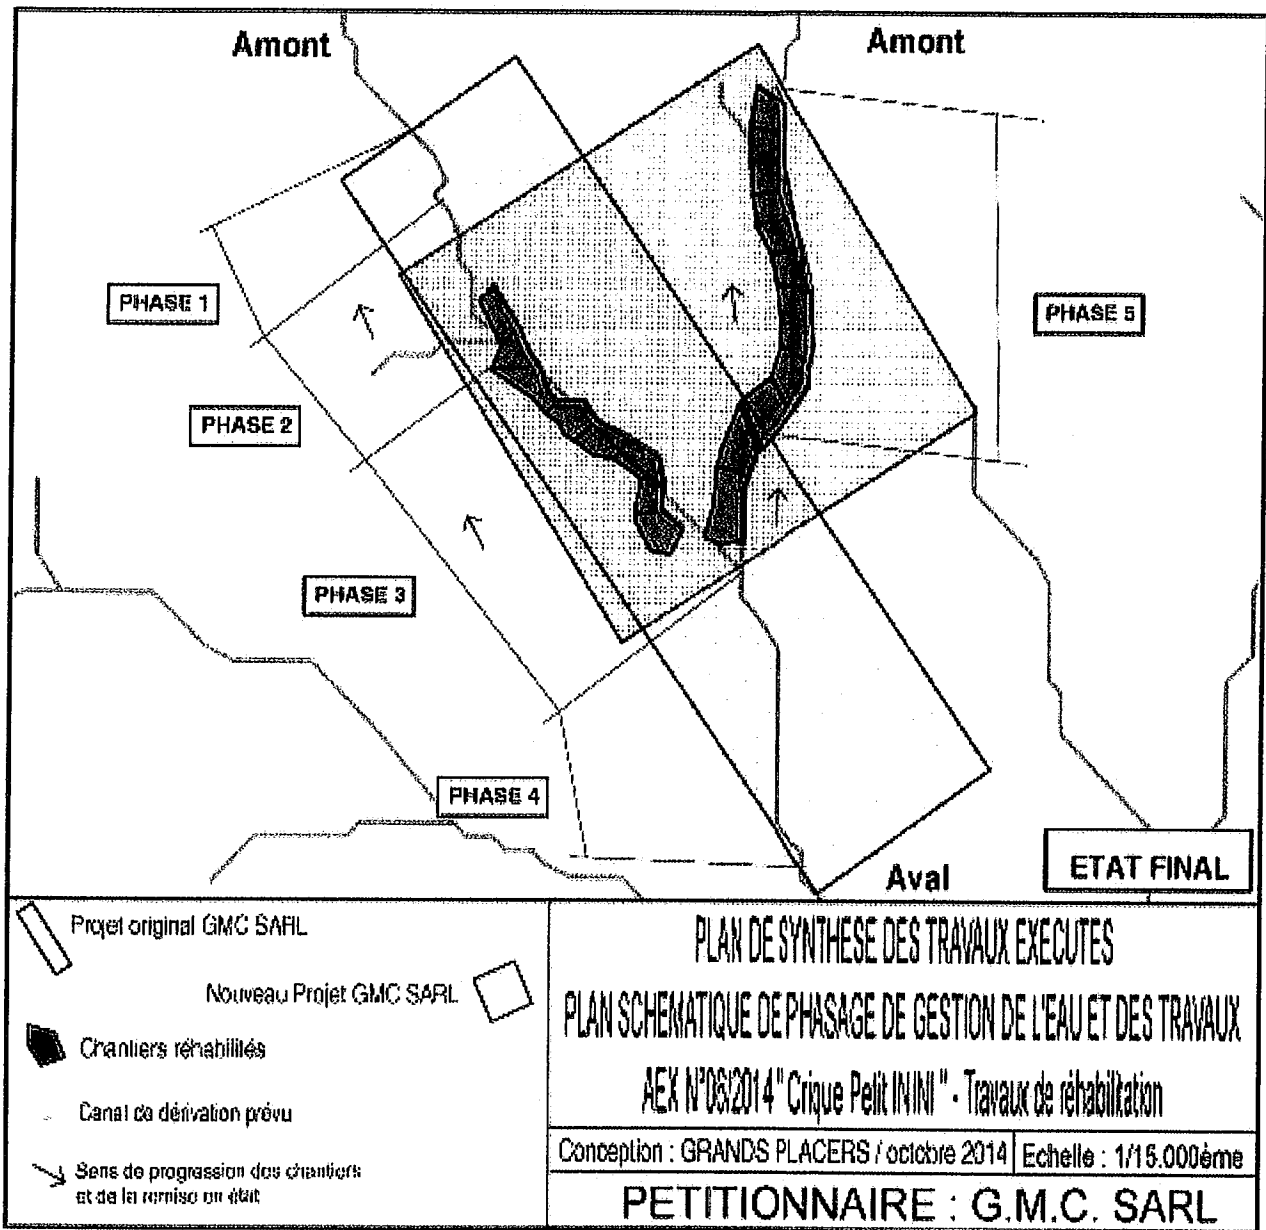 Amont
Amont
PHASE 1
PHASE 5
PHASE 2
PHASE 3
PHASE 4
Aval
ETAT FINAL
Projet original GMC SARL
Nouveau Projet GMC SARL
Chantiers réhabilités
Canal de dérivation prévu
Sens de progression des chantiers
et de la remise en état
PLAN DE SYNTHESE DES TRAVAUX EXECUTES
PLAN SCHEMATIQUE DE PHASAGE DE GESTION DE L'EAU ET DES TRAVAUX
AEX N°06/2014 " Crique Petit ININI " - Travaux de réhabilitation
Conception : GRANDS PLACERS / octobre 2014
Echelle : 1/15.000ème
PETITIONNAIRE : G.M.C. SARL